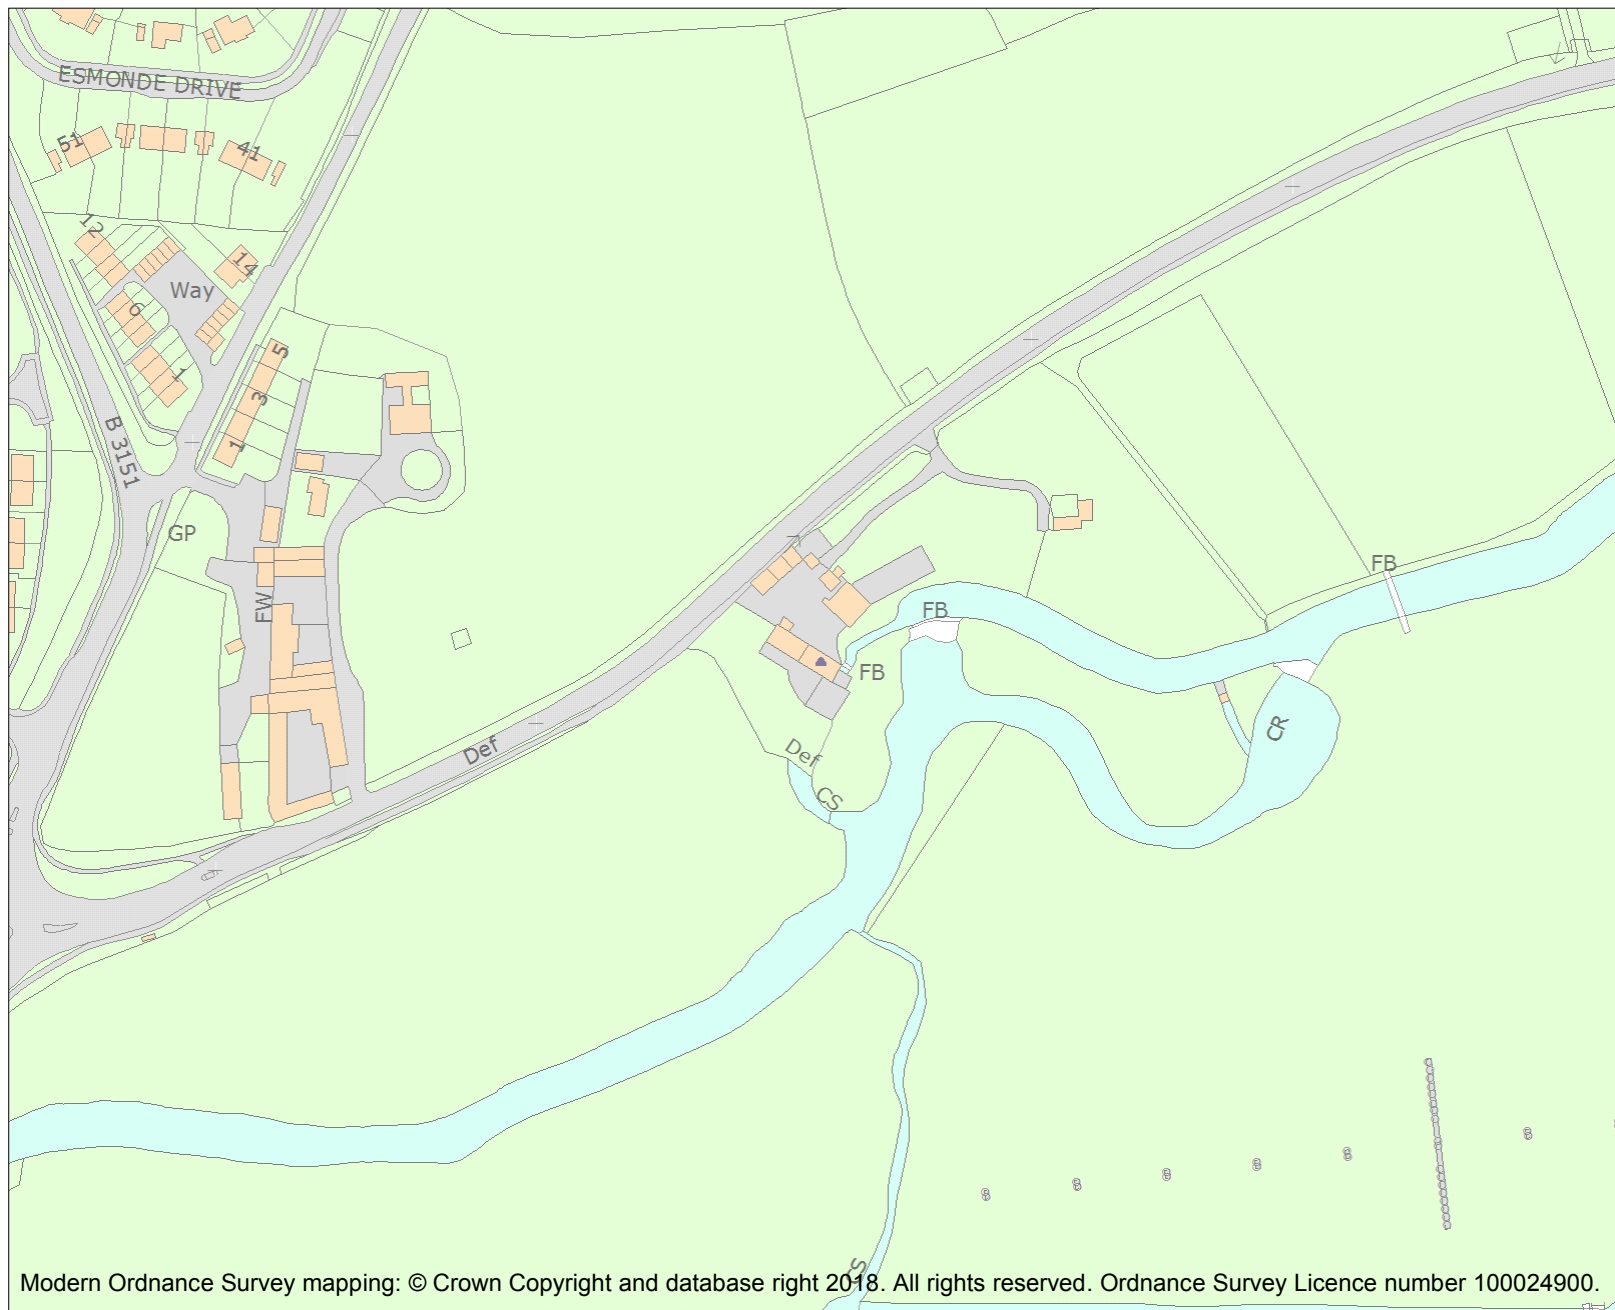 ESMONDE DRIVE
51
41
12
14
Way
6
1
5
3
1
B 3151
GP
FW
FB
FB
FB
CR
Def
Def
CS
CS
Modern Ordnance Survey mapping: © Crown Copyright and database right 2018. All rights reserved. Ordnance Survey Licence number 100024900.